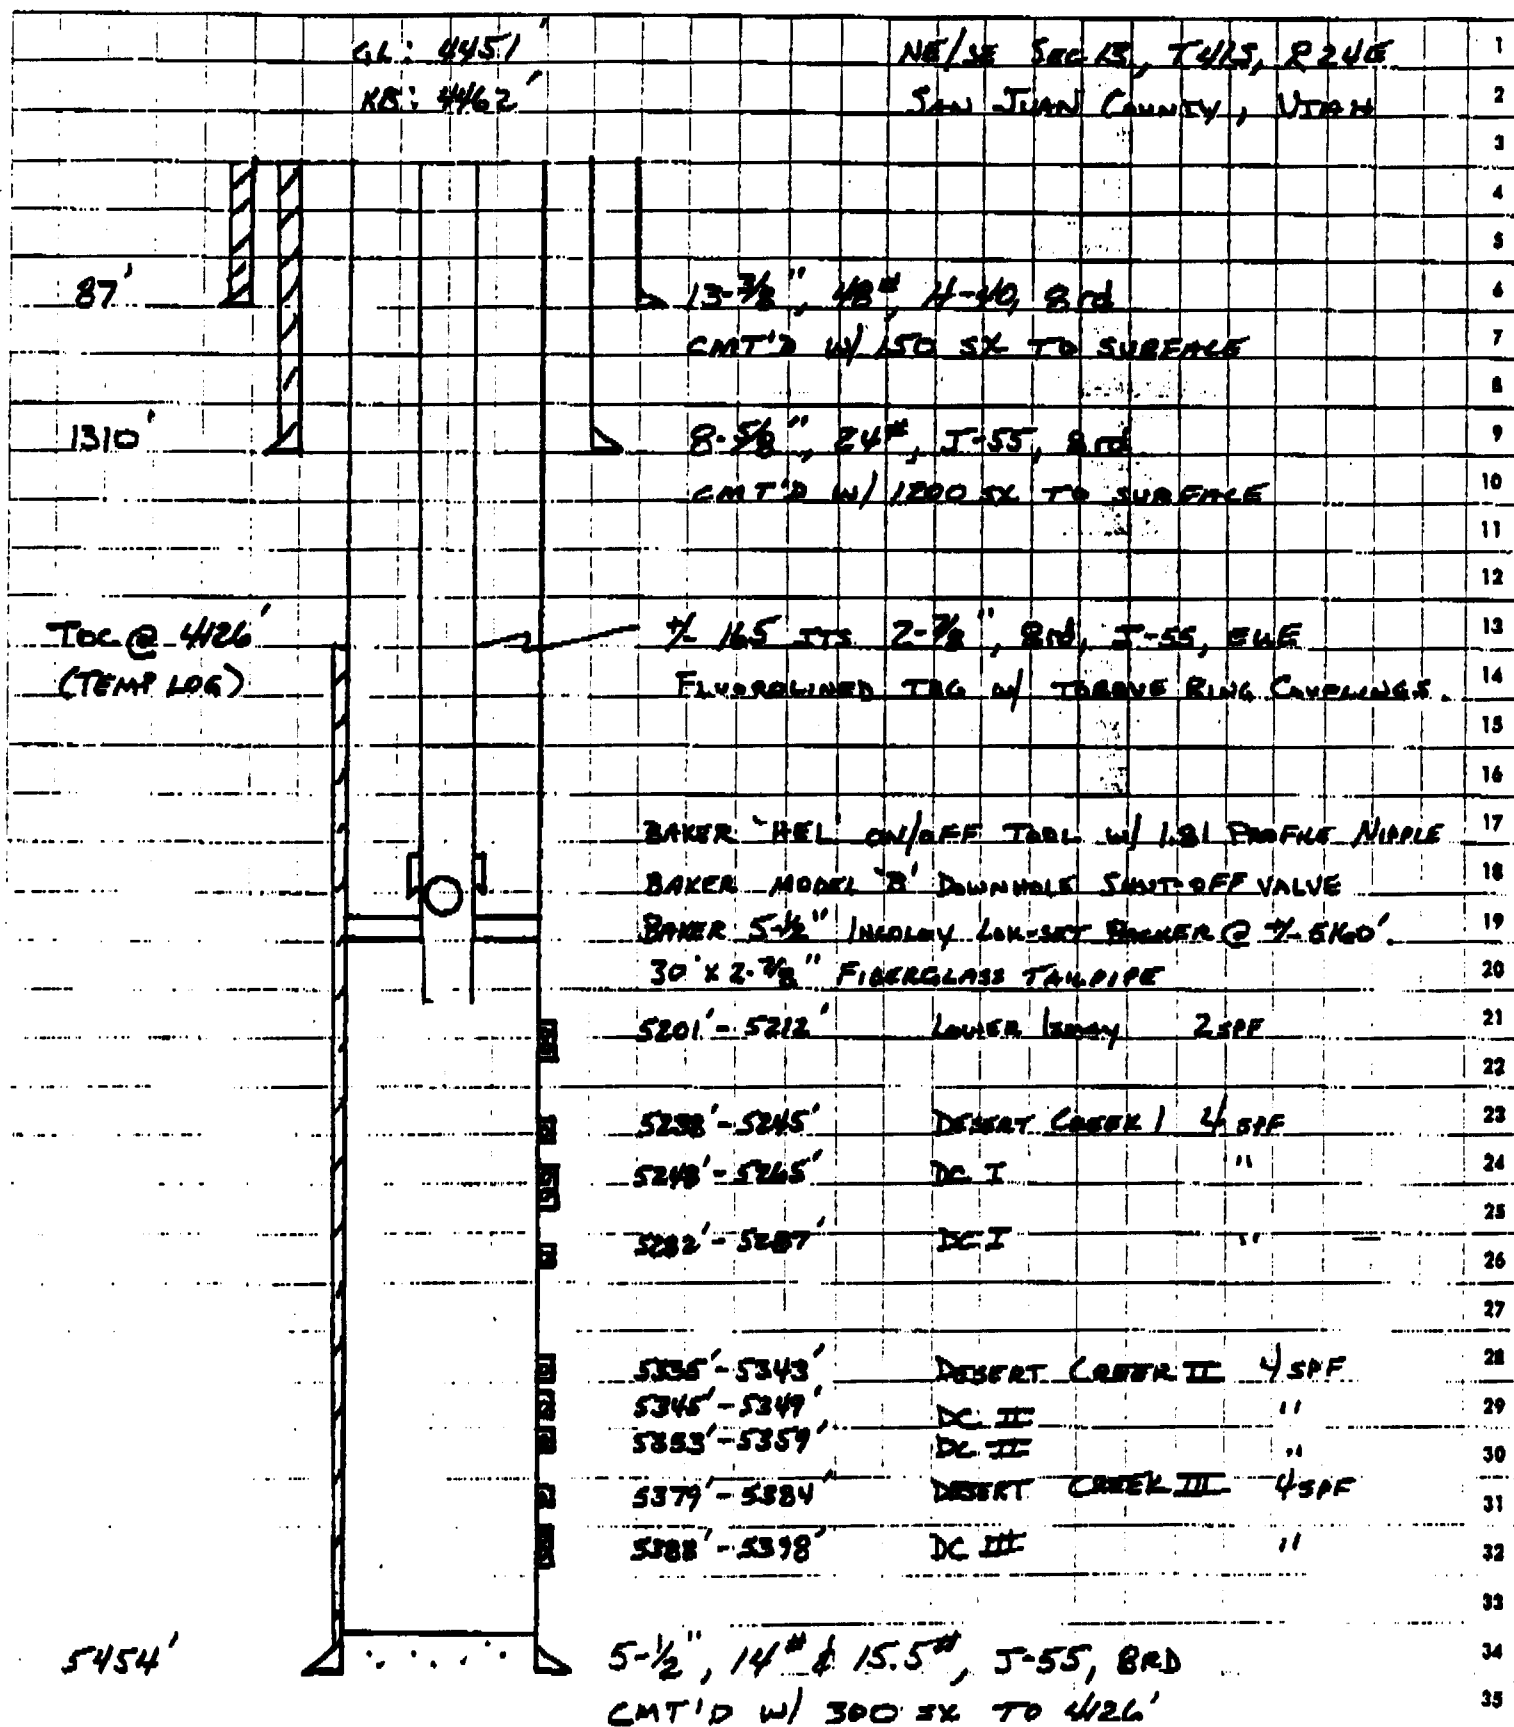 GL: 4451'
NE/SE SEC 13, T41S, R24E
KB: 4462'
SAN JUAN COUNTY, UTAH
87'
13-3/8", 48#, H-40, 8rd
CMT'D W/ 150 SX TO SURFACE
1310'
8-5/8", 24#, J-55, 8rd
CMT'D W/ 1200 SX TO SURFACE
TOC @ 4126'
(TEMP LOG)
+/- 165 JTS 2-7/8", 8rd, J-55, EUE
FLUOROLINED TBG W/ TORQUE RING COUPLINGS.
BAKER 'HEL' ON/OFF TOOL W/ 1.81 PROFILE NIPPLE
BAKER MODEL 'B' DOWNHOLE SHUT-OFF VALVE
BAKER 5-1/2" INCOLOY LOK-SET PACKER @ +/- 5160'.
30' X 2-7/8" FIBERGLASS TAILPIPE
5201'-5212' LOWER ISMAY 2 SPF
5238'-5245' DESERT CREEK I 4 SPF
5248'-5265' DC I "
5282'-5287' DC I "
5335'-5343' DESERT CREEK II 4 SPF
5345'-5349' DC II "
5353'-5359' DC II "
5379'-5384' DESERT CREEK III 4 SPF
5388'-5398' DC III "
5454'
5-1/2", 14# & 15.5#, J-55, 8RD
CMT'D W/ 300 SX TO 4126'
1
2
3
4
5
6
7
8
9
10
11
12
13
14
15
16
17
18
19
20
21
22
23
24
25
26
27
28
29
30
31
32
33
34
35